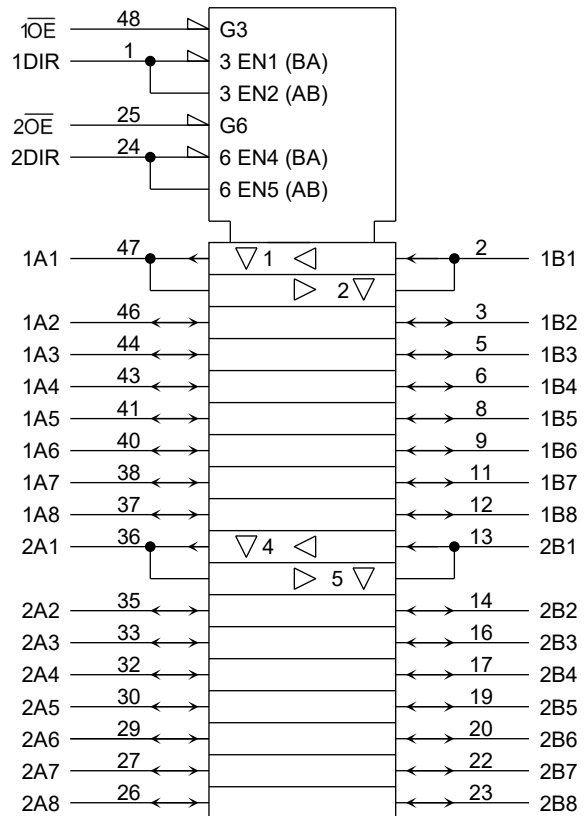 1O̅E̅ 48 G3
1DIR 1 3 EN1 (BA)
3 EN2 (AB)
2O̅E̅ 25 G6
2DIR 24 6 EN4 (BA)
6 EN5 (AB)
1A1 47 1 2 1B1
2
1A2 46 3 1B2
1A3 44 5 1B3
1A4 43 6 1B4
1A5 41 8 1B5
1A6 40 9 1B6
1A7 38 11 1B7
1A8 37 12 1B8
2A1 36 4 13 2B1
5
2A2 35 14 2B2
2A3 33 16 2B3
2A4 32 17 2B4
2A5 30 19 2B5
2A6 29 20 2B6
2A7 27 22 2B7
2A8 26 23 2B8